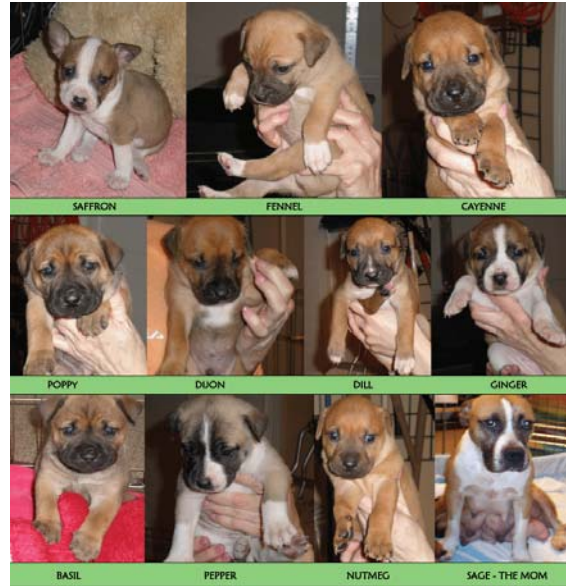 SAFFRON FENNEL CAYENNE
POPPY DIJON DILL GINGER
BASIL PEPPER NUTMEG SAGE - THE MOM